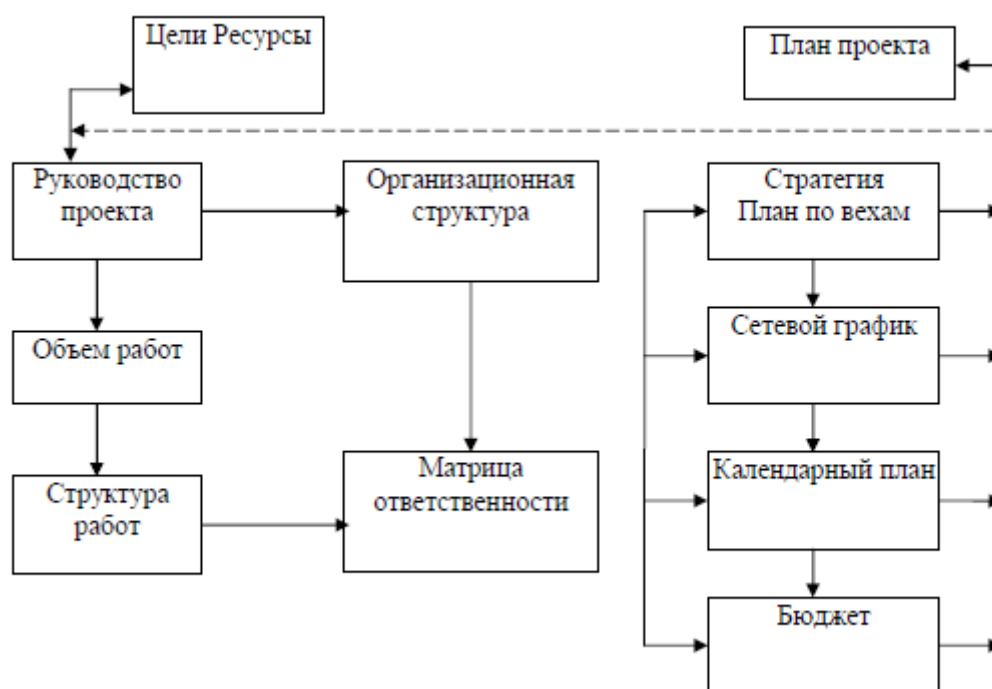 Цели Ресурсы
План проекта
Руководство
проекта
Организационная
структура
Стратегия
План по вехам
Объем работ
Сетевой график
Структура
работ
Матрица
ответственности
Календарный план
Бюджет